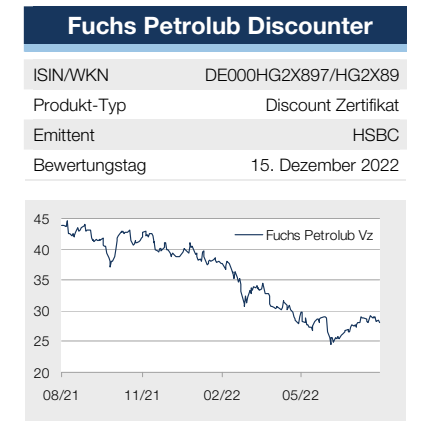 Fuchs Petrolub Discounter
ISIN/WKN DE000HG2X897/HG2X89
Produkt-Typ Discount Zertifikat
Emittent HSBC
Bewertungstag 15. Dezember 2022
45
Fuchs Petrolub Vz
40
35
30
25
20
08/21 11/21 02/22 05/22